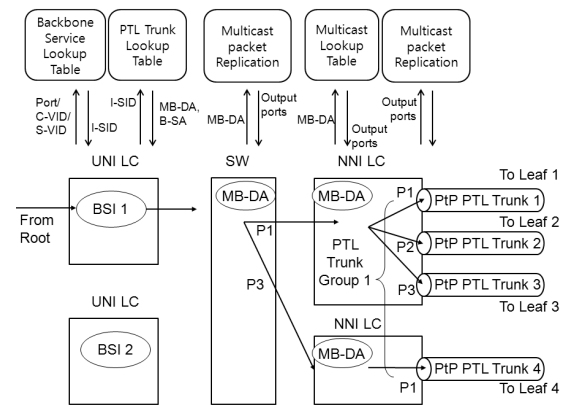 Backbone
Service
Lookup
Table
PTL Trunk
Lookup
Table
Multicast
packet
Replication
Multicast
Lookup
Table
Multicast
packet
Replication
Port/
C-VID/
S-VID
I-SID
I-SID
MB-DA,
B-SA
MB-DA
Output
ports
MB-DA
Output
ports
Output
ports
UNI LC
SW
NNI LC
To Leaf 1
BSI 1
MB-DA
MB-DA
P1
PtP PTL Trunk 1
From
Root
To Leaf 2
P1
PTL
Trunk
Group 1
P2
PtP PTL Trunk 2
P3
P3
PtP PTL Trunk 3
To Leaf 3
UNI LC
NNI LC
BSI 2
MB-DA
PtP PTL Trunk 4
P1
To Leaf 4